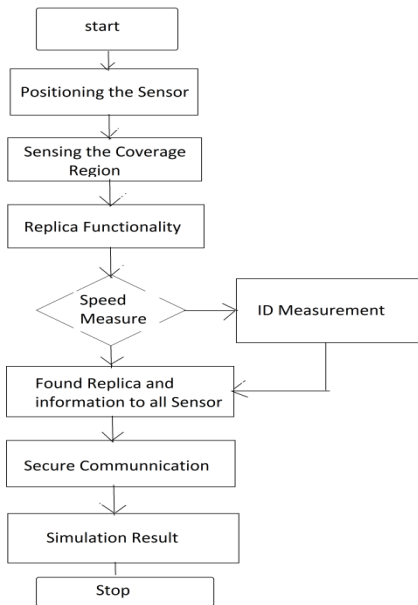 start
Positioning the Sensor
Sensing the Coverage
Region
Replica Functionality
Speed
Measure
ID Measurement
Found Replica and
information to all Sensor
Secure Communnication
Simulation Result
Stop